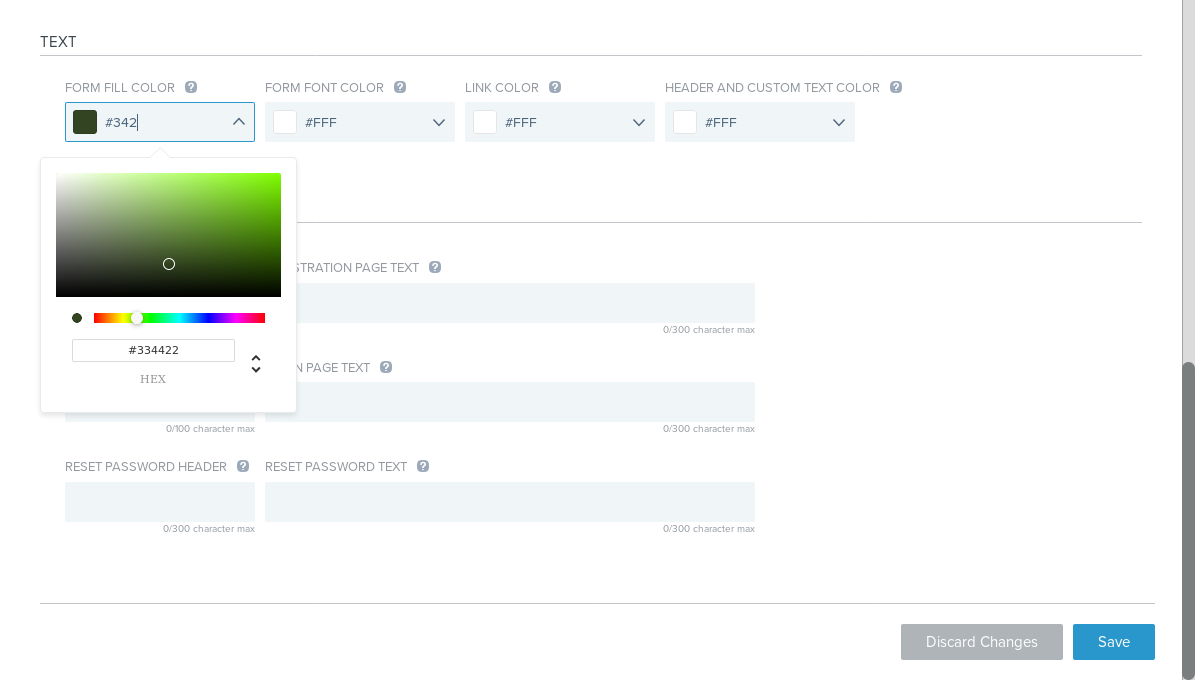 TEXT
FORM FILL COLOR ? FORM FONT COLOR ? LINK COLOR ? HEADER AND CUSTOM TEXT COLOR ?
#342 #FFF #FFF #FFF
STRATION PAGE TEXT ?
0/300 character max
#334422
HEX
N PAGE TEXT ?
0/100 character max 0/300 character max
RESET PASSWORD HEADER ? RESET PASSWORD TEXT ?
0/300 character max 0/300 character max
Discard Changes Save